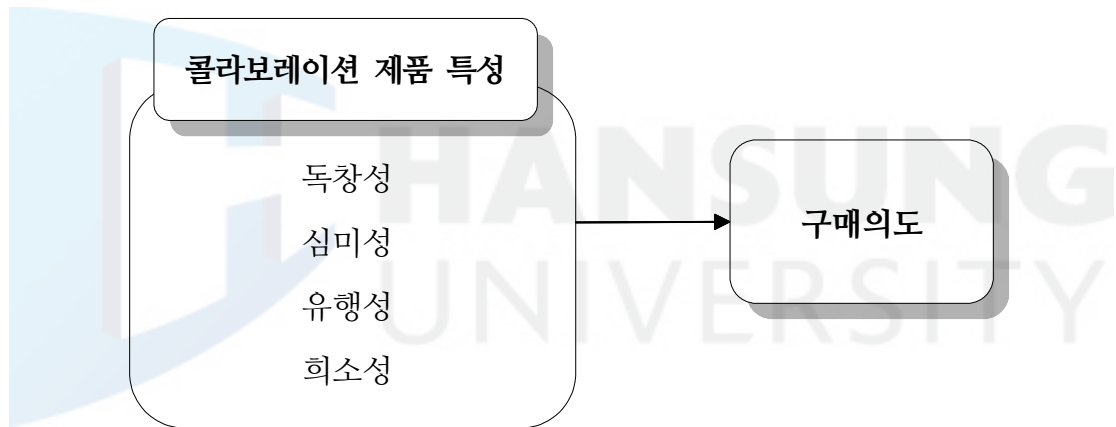 콜라보레이션 제품 특성
독창성
심미성
유행성
희소성
구매의도
HANSUNG
UNIVERSITY